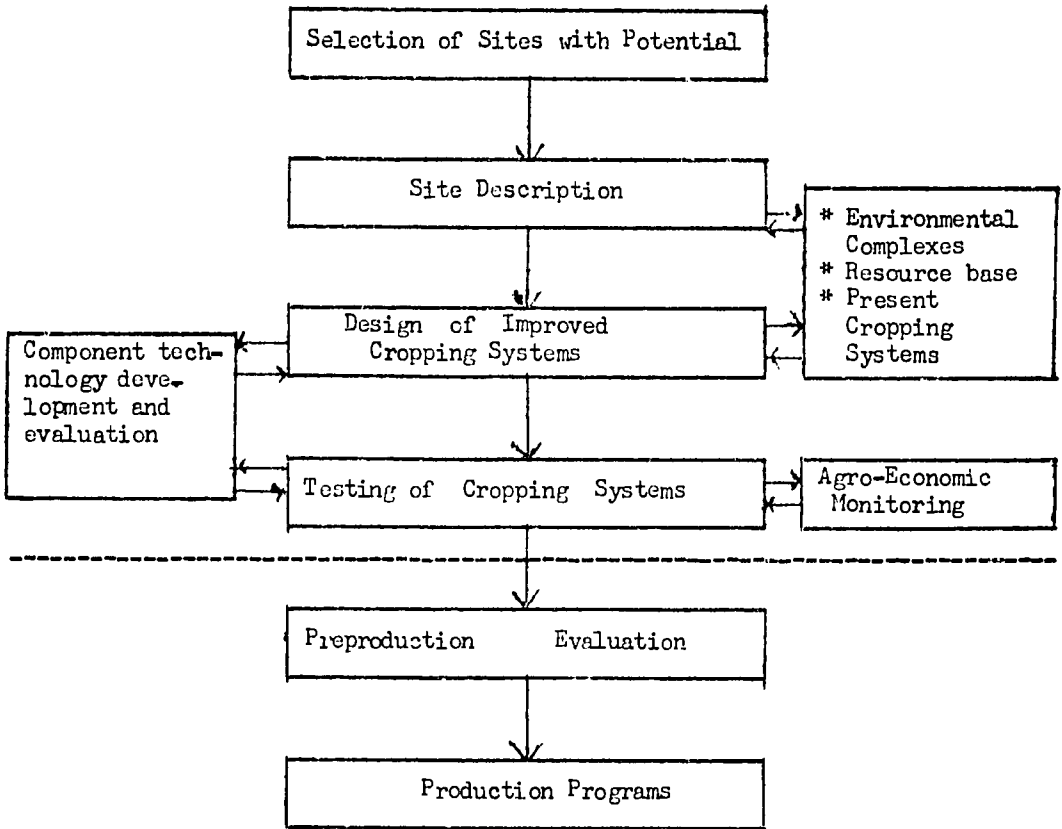 Selection of Sites with Potential
Site Description
* Environmental
Complexes
* Resource base
* Present
Cropping
Systems
Design of Improved
Cropping Systems
Component tech-
nology deve-
lopment and
evaluation
Testing of Cropping Systems
Agro-Economic
Monitoring
Preproduction Evaluation
Production Programs